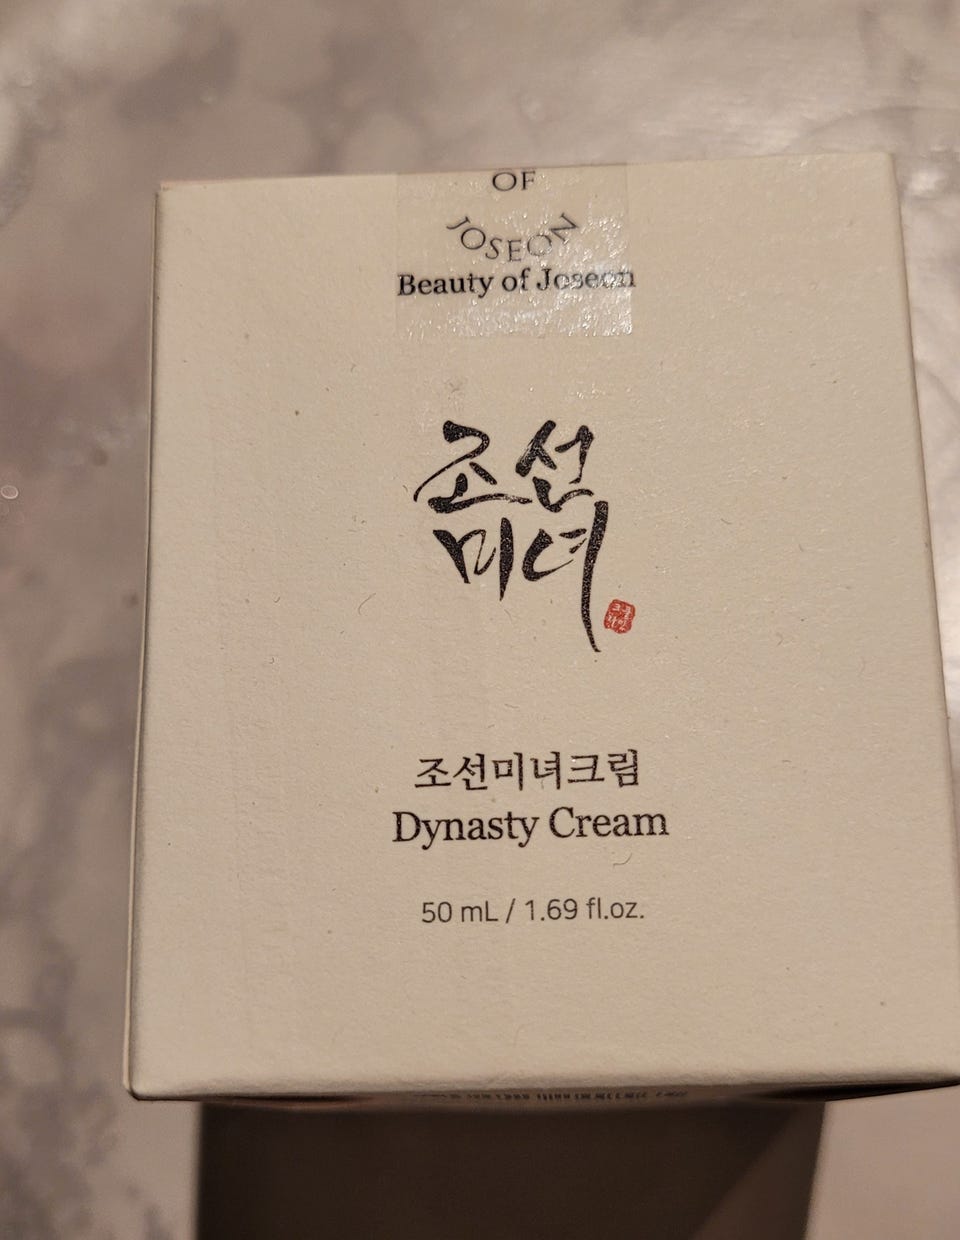 OF
JOSEON
Beauty of Joseon
조선
미녀
조선미녀크림
Dynasty Cream
50 mL / 1.69 fl.oz.